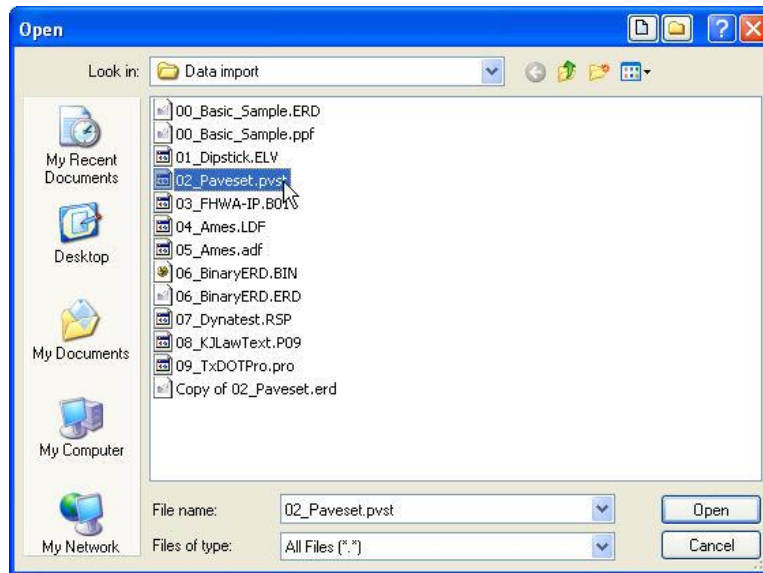 Open
Look in: Data import
My Recent Documents
Desktop
My Documents
My Computer
My Network
00_Basic_Sample.ERD
00_Basic_Sample.ppf
01_Dipstick.ELV
02_Paveset.pvst
03_FHWA-IP.B01
04_Ames.LDF
05_Ames.adf
06_BinaryERD.BIN
06_BinaryERD.ERD
07_Dynatest.RSP
08_KJLawText.P09
09_TxDOTPro.pro
Copy of 02_Paveset.erd
File name: 02_Paveset.pvst Open
Files of type: All Files (*.*) Cancel